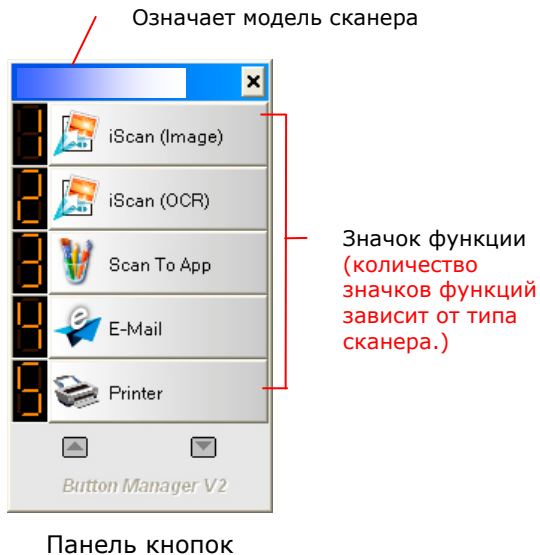 Означает модель сканера
1 iScan (Image)
2 iScan (OCR)
3 Scan To App
4 E-Mail
5 Printer
Значок функции
(количество
значков функций
зависит от типа
сканера.)
Button Manager V2
Панель кнопок